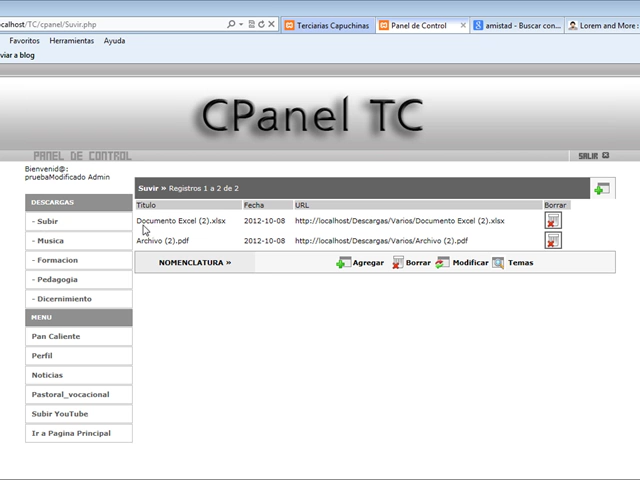 ocalhost/TC/cpanel/Suvir.php
Terciarias Capuchinas
Panel de Control
amistad - Buscar con...
Lorem and More :
Favoritos Herramientas Ayuda
viar a blog
CPanel TC
PANEL DE CONTROL
SALIR
Bienvenid@:
pruebaModificado Admin
DESCARGAS
- Subir
- Musica
- Formacion
- Pedagogia
- Dicernimiento
MENU
Pan Caliente
Perfil
Noticias
Pastoral_vocacional
Subir YouTube
Ir a Pagina Principal
Suvir » Registros 1 a 2 de 2
Titulo Fecha URL Borrar
Documento Excel (2).xlsx 2012-10-08 http://localhost/Descargas/Varios/Documento Excel (2).xlsx
Archivo (2).pdf 2012-10-08 http://localhost/Descargas/Varios/Archivo (2).pdf
NOMENCLATURA » Agregar Borrar Modificar Temas